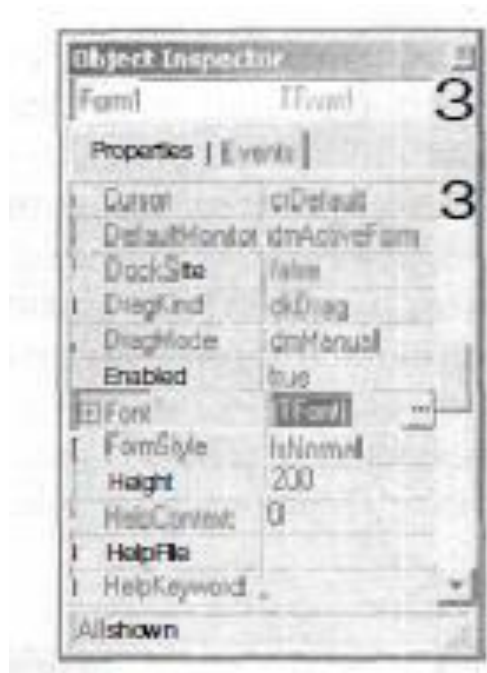 Object Inspector
Form1 TForm1 3
Properties | Events
Cursor crDefault 3
DefaultMonitor dmActiveForm
DockSite false
DragKind dkDrag
DragMode dmManual
Enabled true
Font (TFont) ...
FormStyle fsNormal
Height 200
HelpContext 0
HelpFile
HelpKeyword
All shown